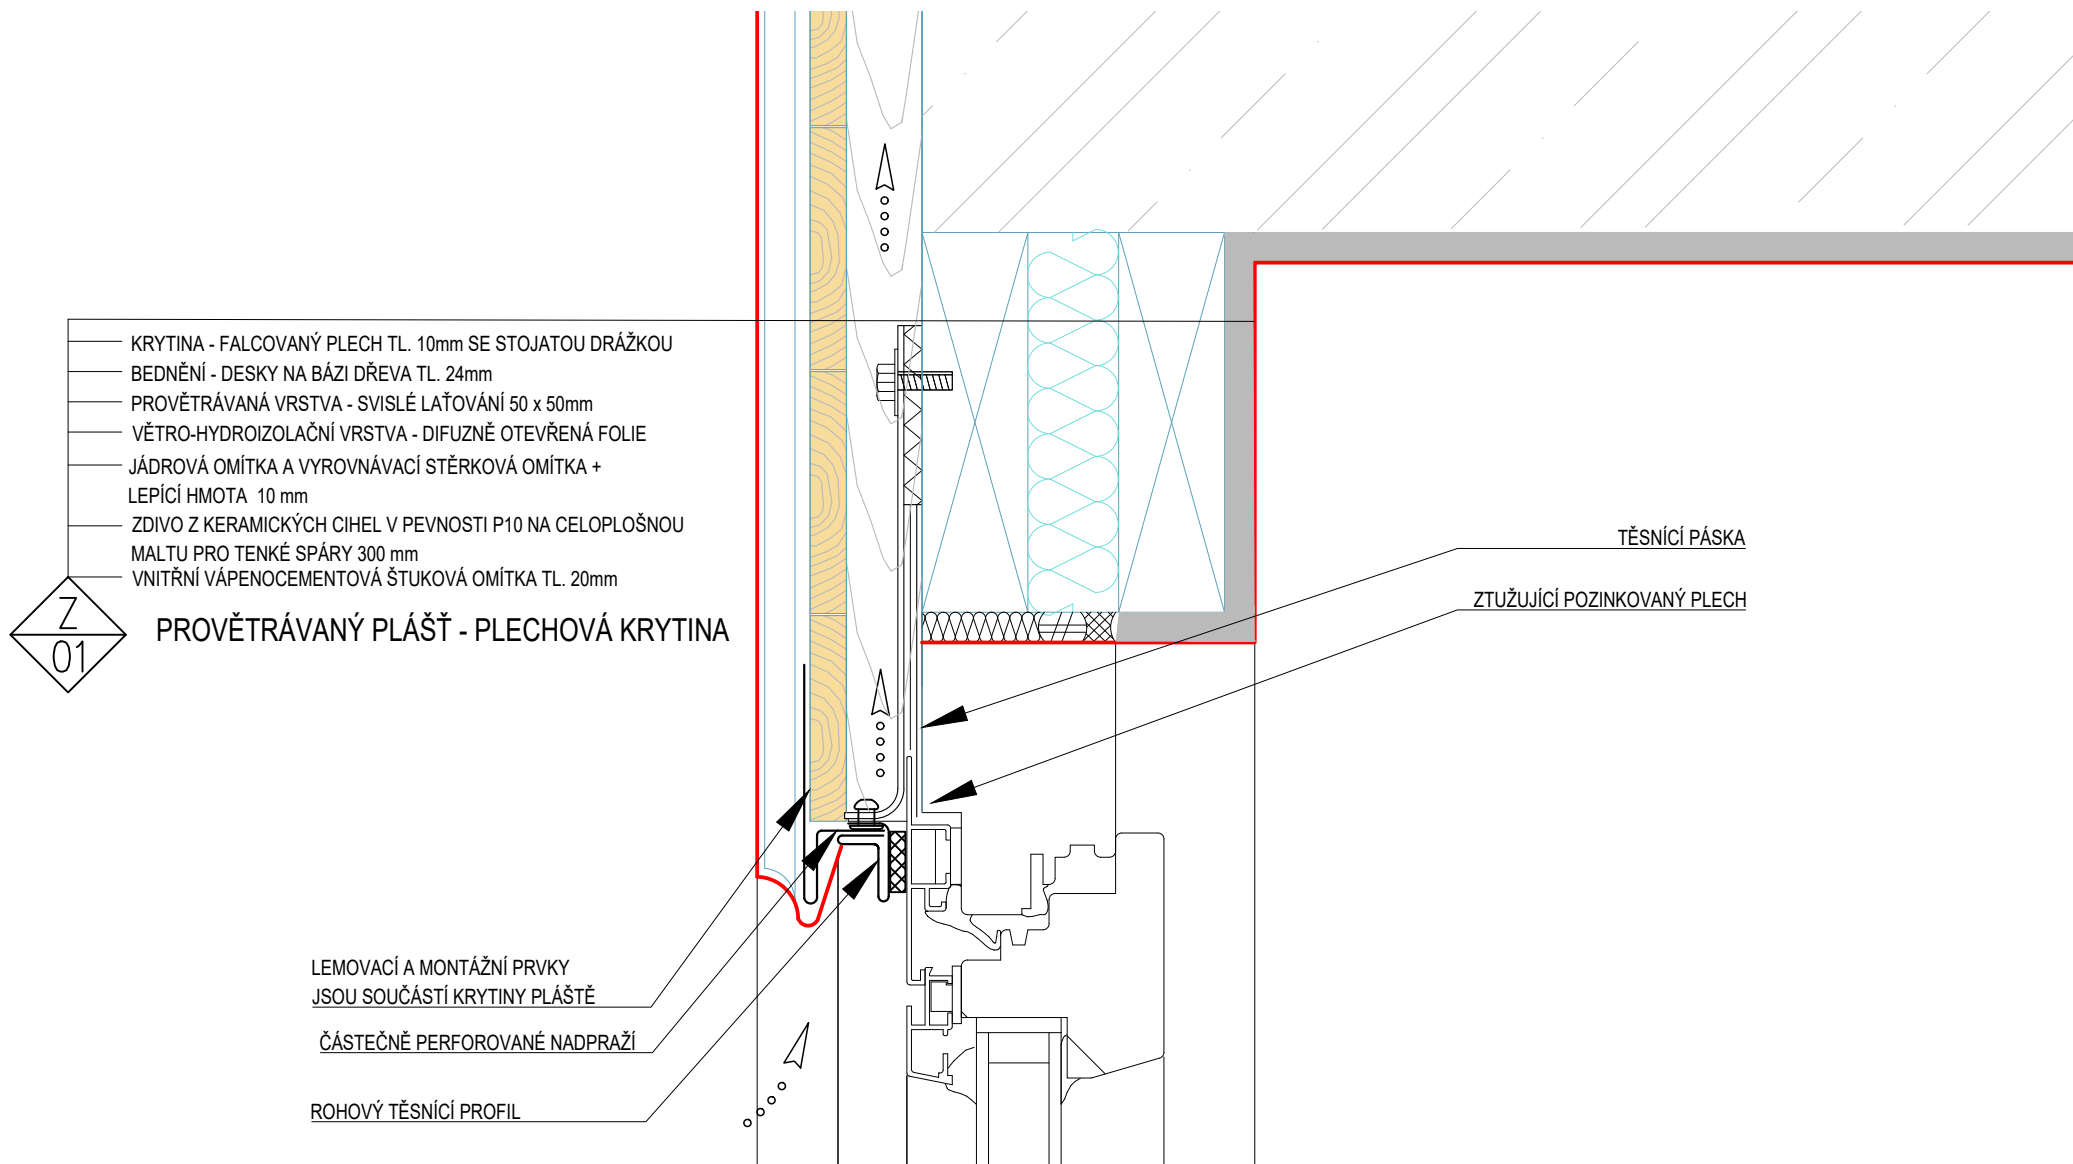 KRYTINA - FALCOVANÝ PLECH TL. 10mm SE STOJATOU DRÁŽKOU
BEDNĚNÍ - DESKY NA BÁZI DŘEVA TL. 24mm
PROVĚTRÁVANÁ VRSTVA - SVISLÉ LAŤOVÁNÍ 50 x 50mm
VĚTRO-HYDROIZOLAČNÍ VRSTVA - DIFUZNĚ OTEVŘENÁ FOLIE
JÁDROVÁ OMÍTKA A VYROVNÁVACÍ STĚRKOVÁ OMÍTKA +
LEPÍCÍ HMOTA 10 mm
ZDIVO Z KERAMICKÝCH CIHEL V PEVNOSTI P10 NA CELOPLOŠNOU
MALTU PRO TENKÉ SPÁRY 300 mm
VNITŘNÍ VÁPENOCEMENTOVÁ ŠTUKOVÁ OMÍTKA TL. 20mm
Z
01
PROVĚTRÁVANÝ PLÁŠŤ - PLECHOVÁ KRYTINA
TĚSNÍCÍ PÁSKA
ZTUŽUJÍCÍ POZINKOVANÝ PLECH
LEMOVACÍ A MONTÁŽNÍ PRVKY
JSOU SOUČÁSTÍ KRYTINY PLÁŠTĚ
ČÁSTEČNĚ PERFOROVANÉ NADPRAŽÍ
ROHOVÝ TĚSNÍCÍ PROFIL